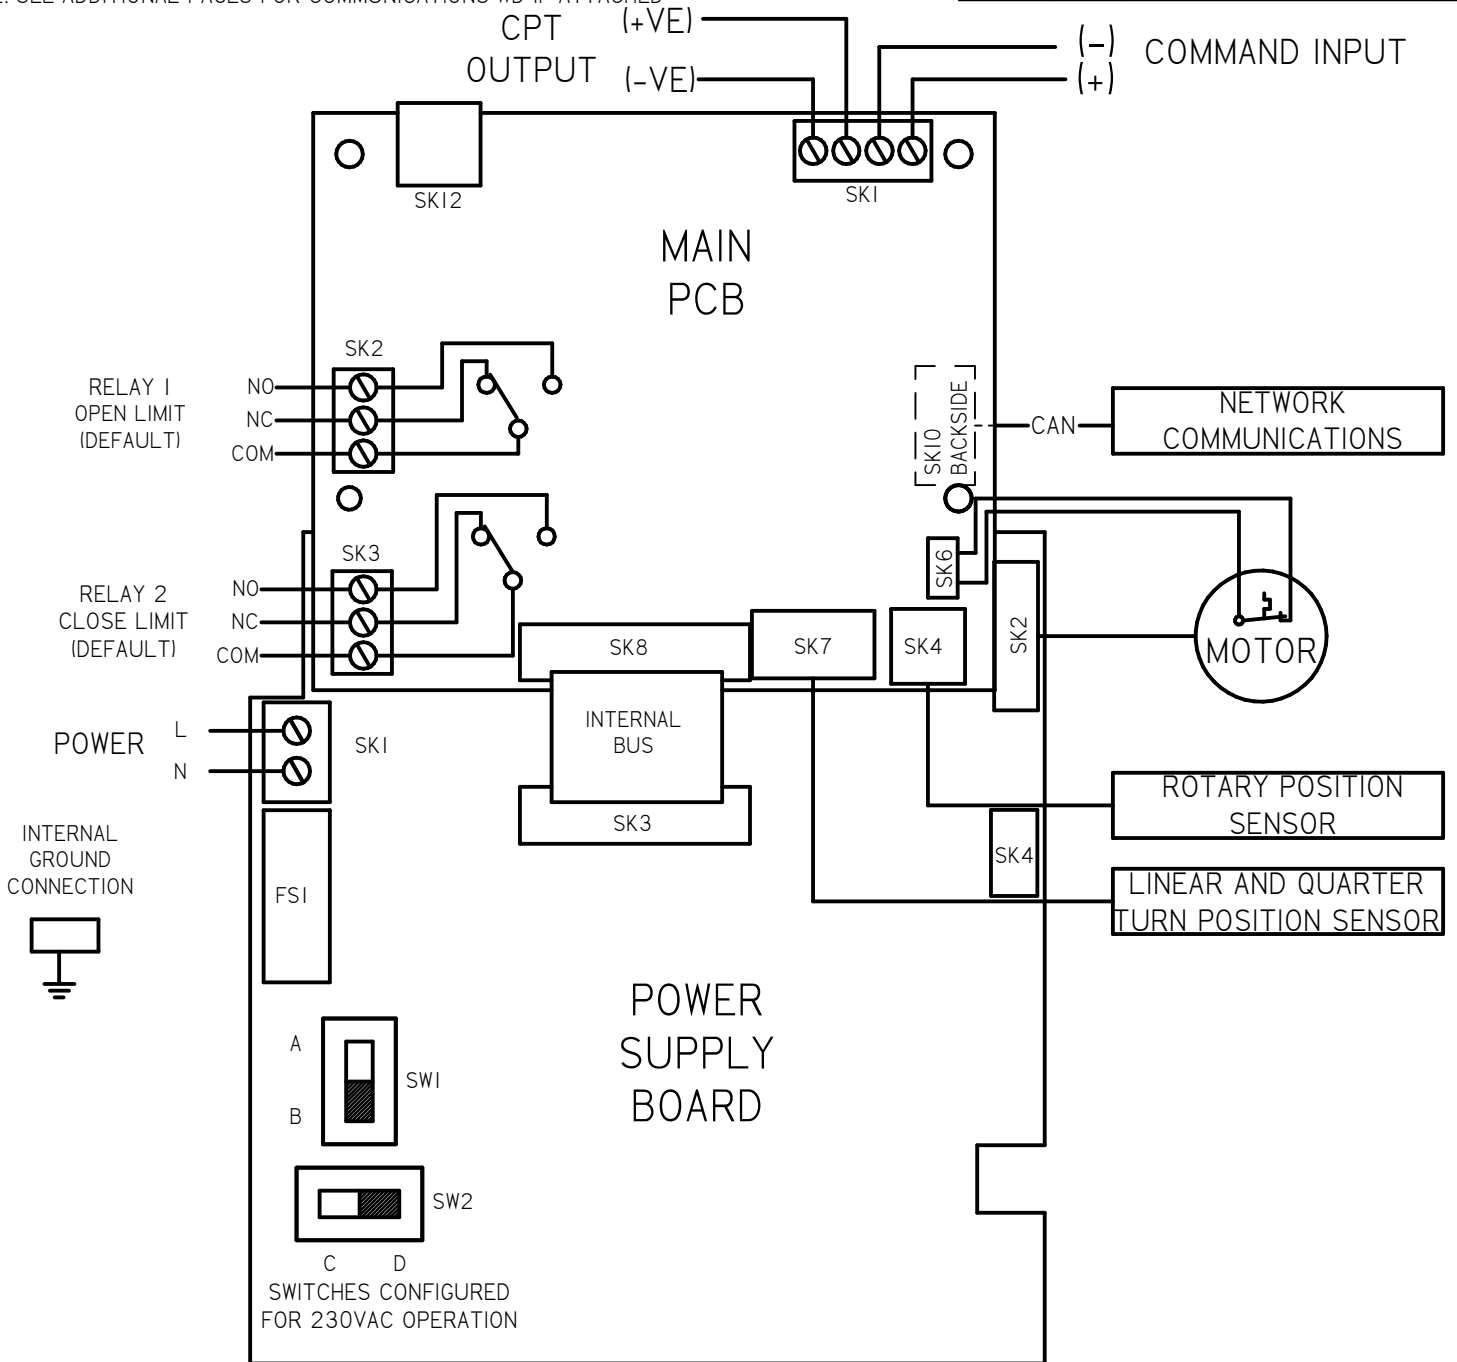 CPT
OUTPUT
(+VE)
(-VE)
(-)
(+)
COMMAND INPUT
SK12
SK1
MAIN
PCB
SK2
RELAY 1
OPEN LIMIT
(DEFAULT)
NO
NC
COM
SK10
BACKSIDE
CAN
NETWORK
COMMUNICATIONS
SK3
RELAY 2
CLOSE LIMIT
(DEFAULT)
NO
NC
COM
SK6
SK2
MOTOR
SK8
SK7
SK4
INTERNAL
BUS
SK3
POWER
L
N
SK1
ROTARY POSITION
SENSOR
SK4
LINEAR AND QUARTER
TURN POSITION SENSOR
INTERNAL
GROUND
CONNECTION
FS1
POWER
SUPPLY
BOARD
A
B
SW1
SW2
C D
SWITCHES CONFIGURED
FOR 230VAC OPERATION